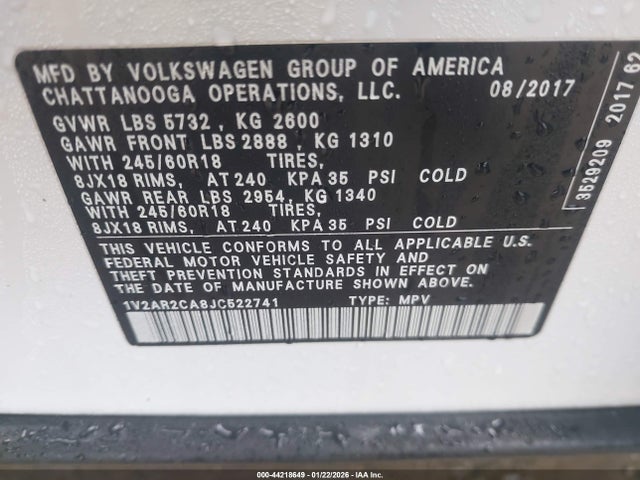 MFD BY VOLKSWAGEN GROUP OF AMERICA
CHATTANOOGA OPERATIONS, LLC. 08/2017
GVWR LBS 5732 , KG 2600
GAWR FRONT LBS 2888 , KG 1310
WITH 245/60R18 TIRES,
8JX18 RIMS, AT 240 KPA 35 PSI COLD
GAWR REAR LBS 2954, KG 1340
WITH 245/60R18 TIRES,
8JX18 RIMS, AT 240 KPA 35 PSI COLD
THIS VEHICLE CONFORMS TO ALL APPLICABLE U.S.
FEDERAL MOTOR VEHICLE SAFETY AND
THEFT PREVENTION STANDARDS IN EFFECT ON
THE DATE OF MANUFACTURE SHOWN ABOVE.
1V2AR2CA8JC522741 TYPE: MPV
3529209 2017
000-44218649 | 01/22/2026 | IAA Inc.